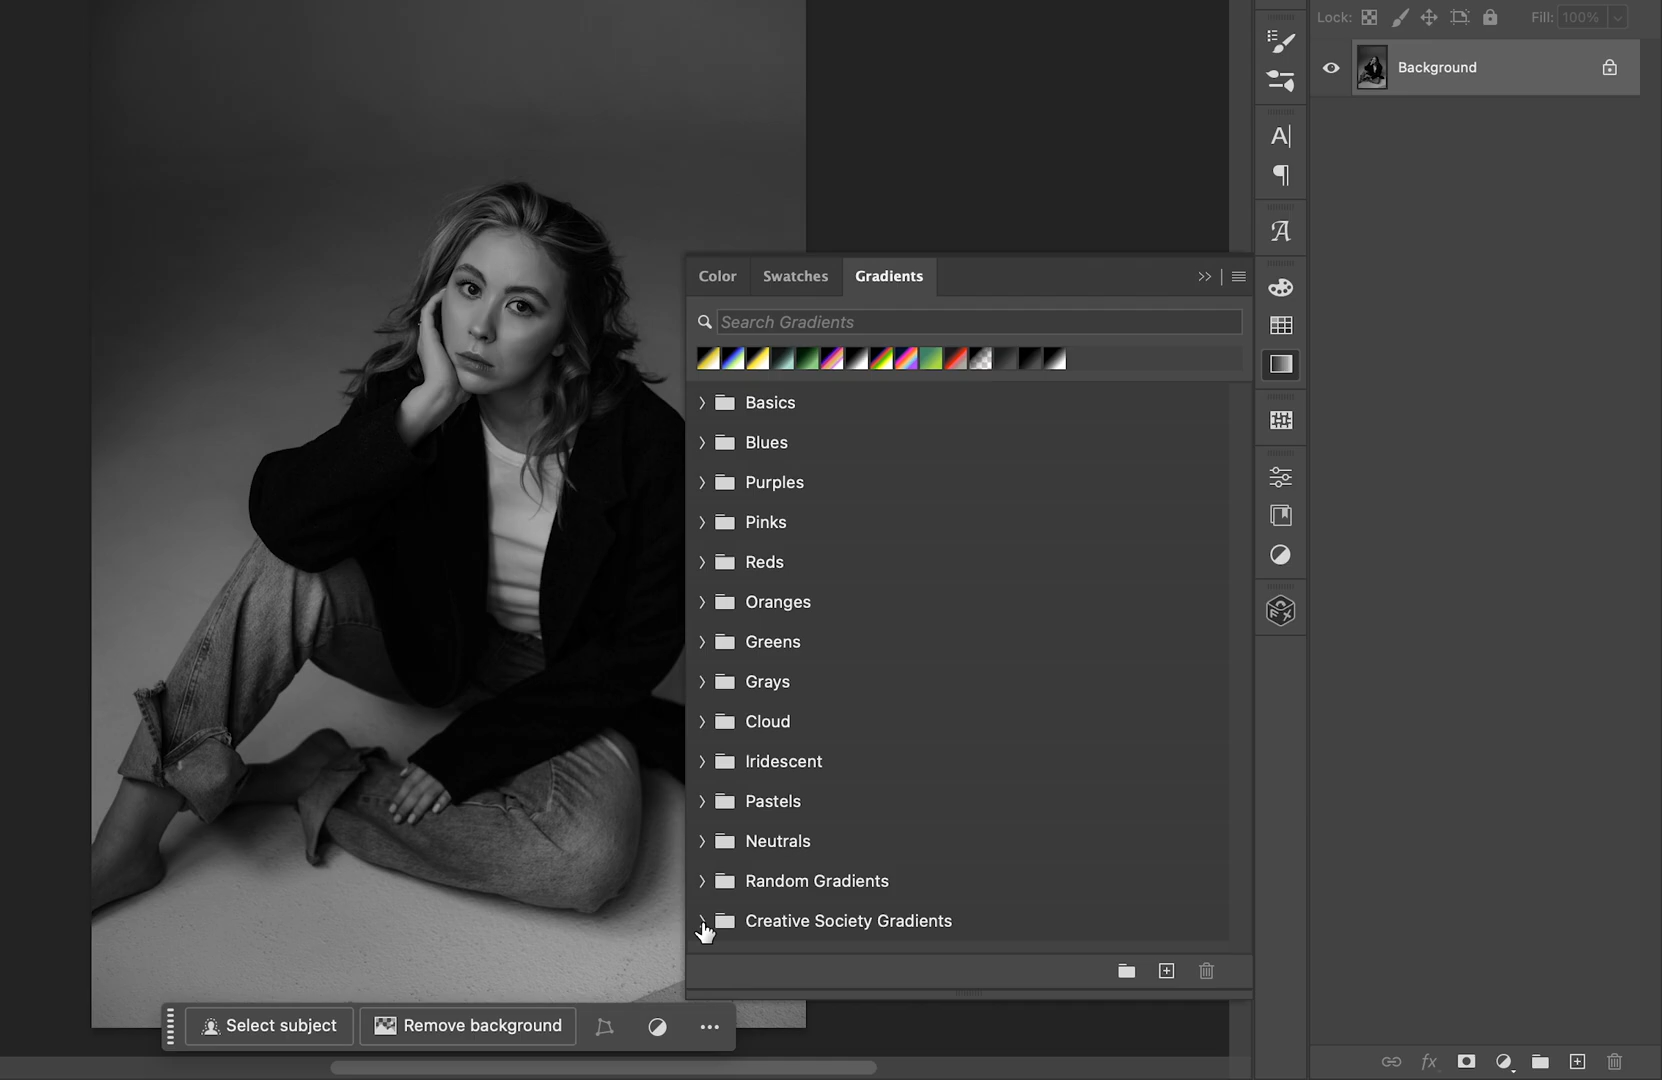 Lock:
Fill: 100%
Background
Color Swatches Gradients
Search Gradients
Basics
Blues
Purples
Pinks
Reds
Oranges
Greens
Grays
Cloud
Iridescent
Pastels
Neutrals
Random Gradients
Creative Society Gradients
Select subject Remove background